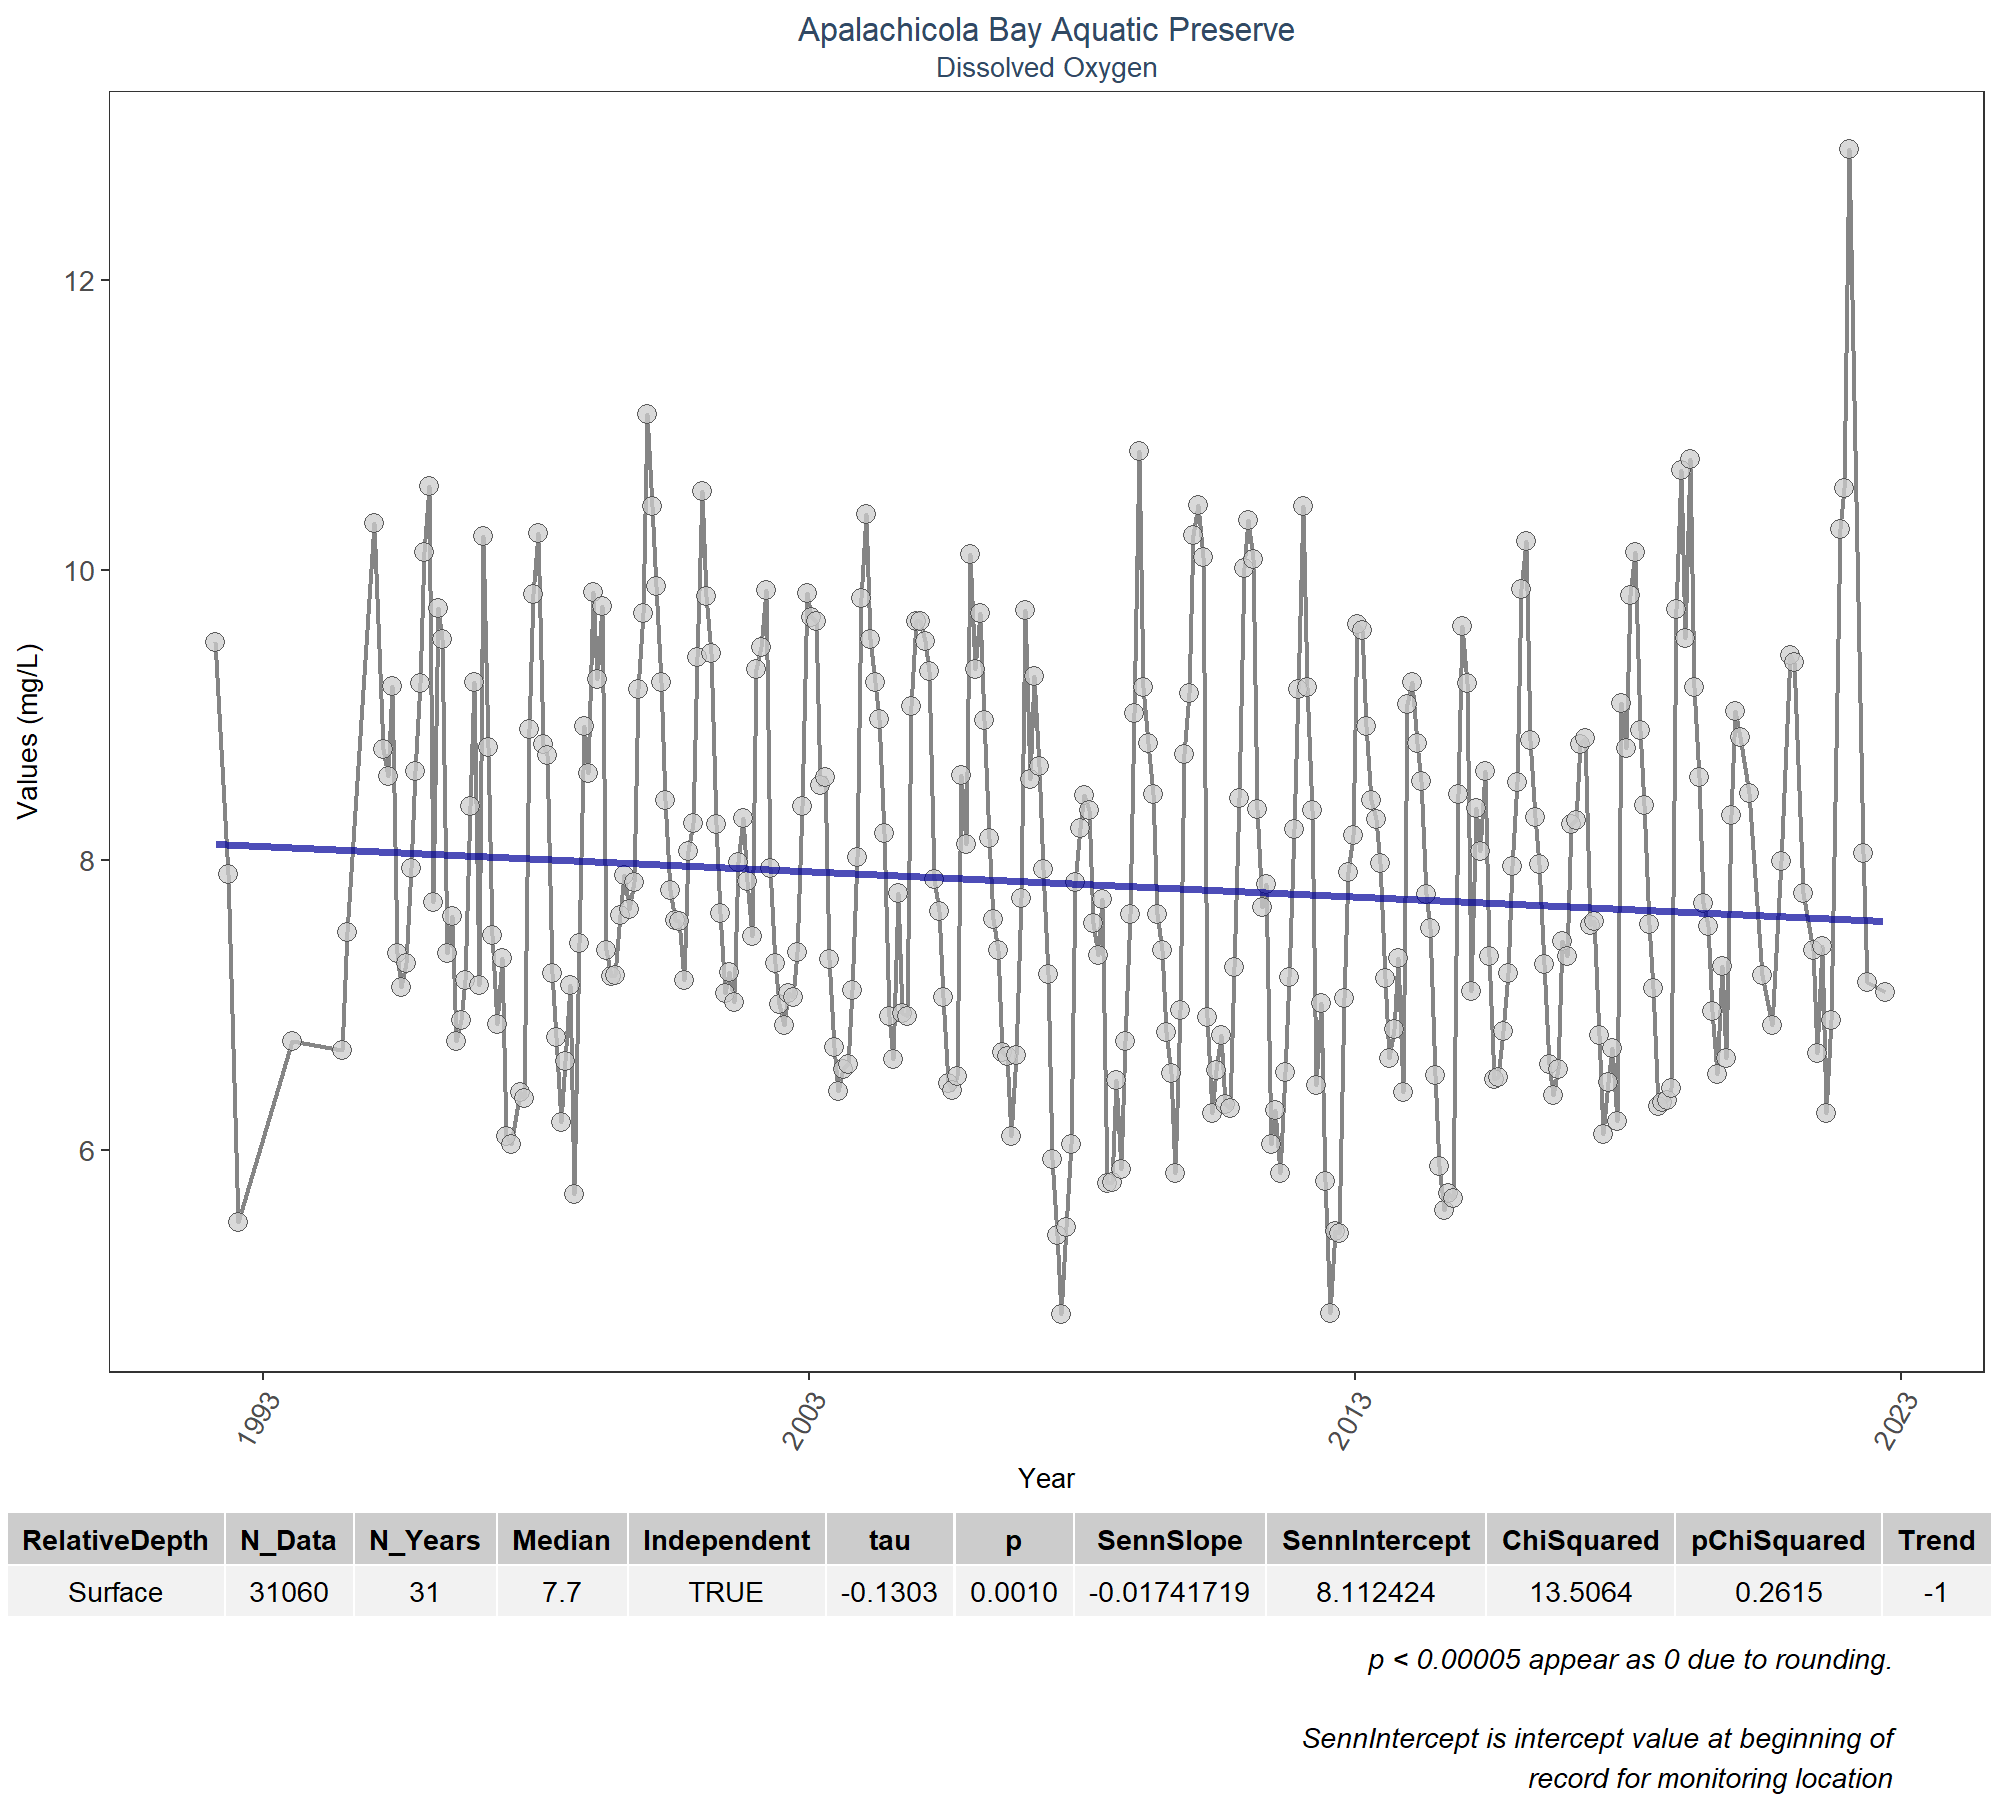 Apalachicola Bay Aquatic Preserve
Dissolved Oxygen
Values (mg/L)
12
10
8
6
1993
2003
2013
2023
Year
RelativeDepth N_Data N_Years Median Independent tau p SennSlope SennIntercept ChiSquared pChiSquared Trend
Surface 31060 31 7.7 TRUE -0.1303 0.0010 -0.01741719 8.112424 13.5064 0.2615 -1
p < 0.00005 appear as 0 due to rounding.
SennIntercept is intercept value at beginning of
record for monitoring location